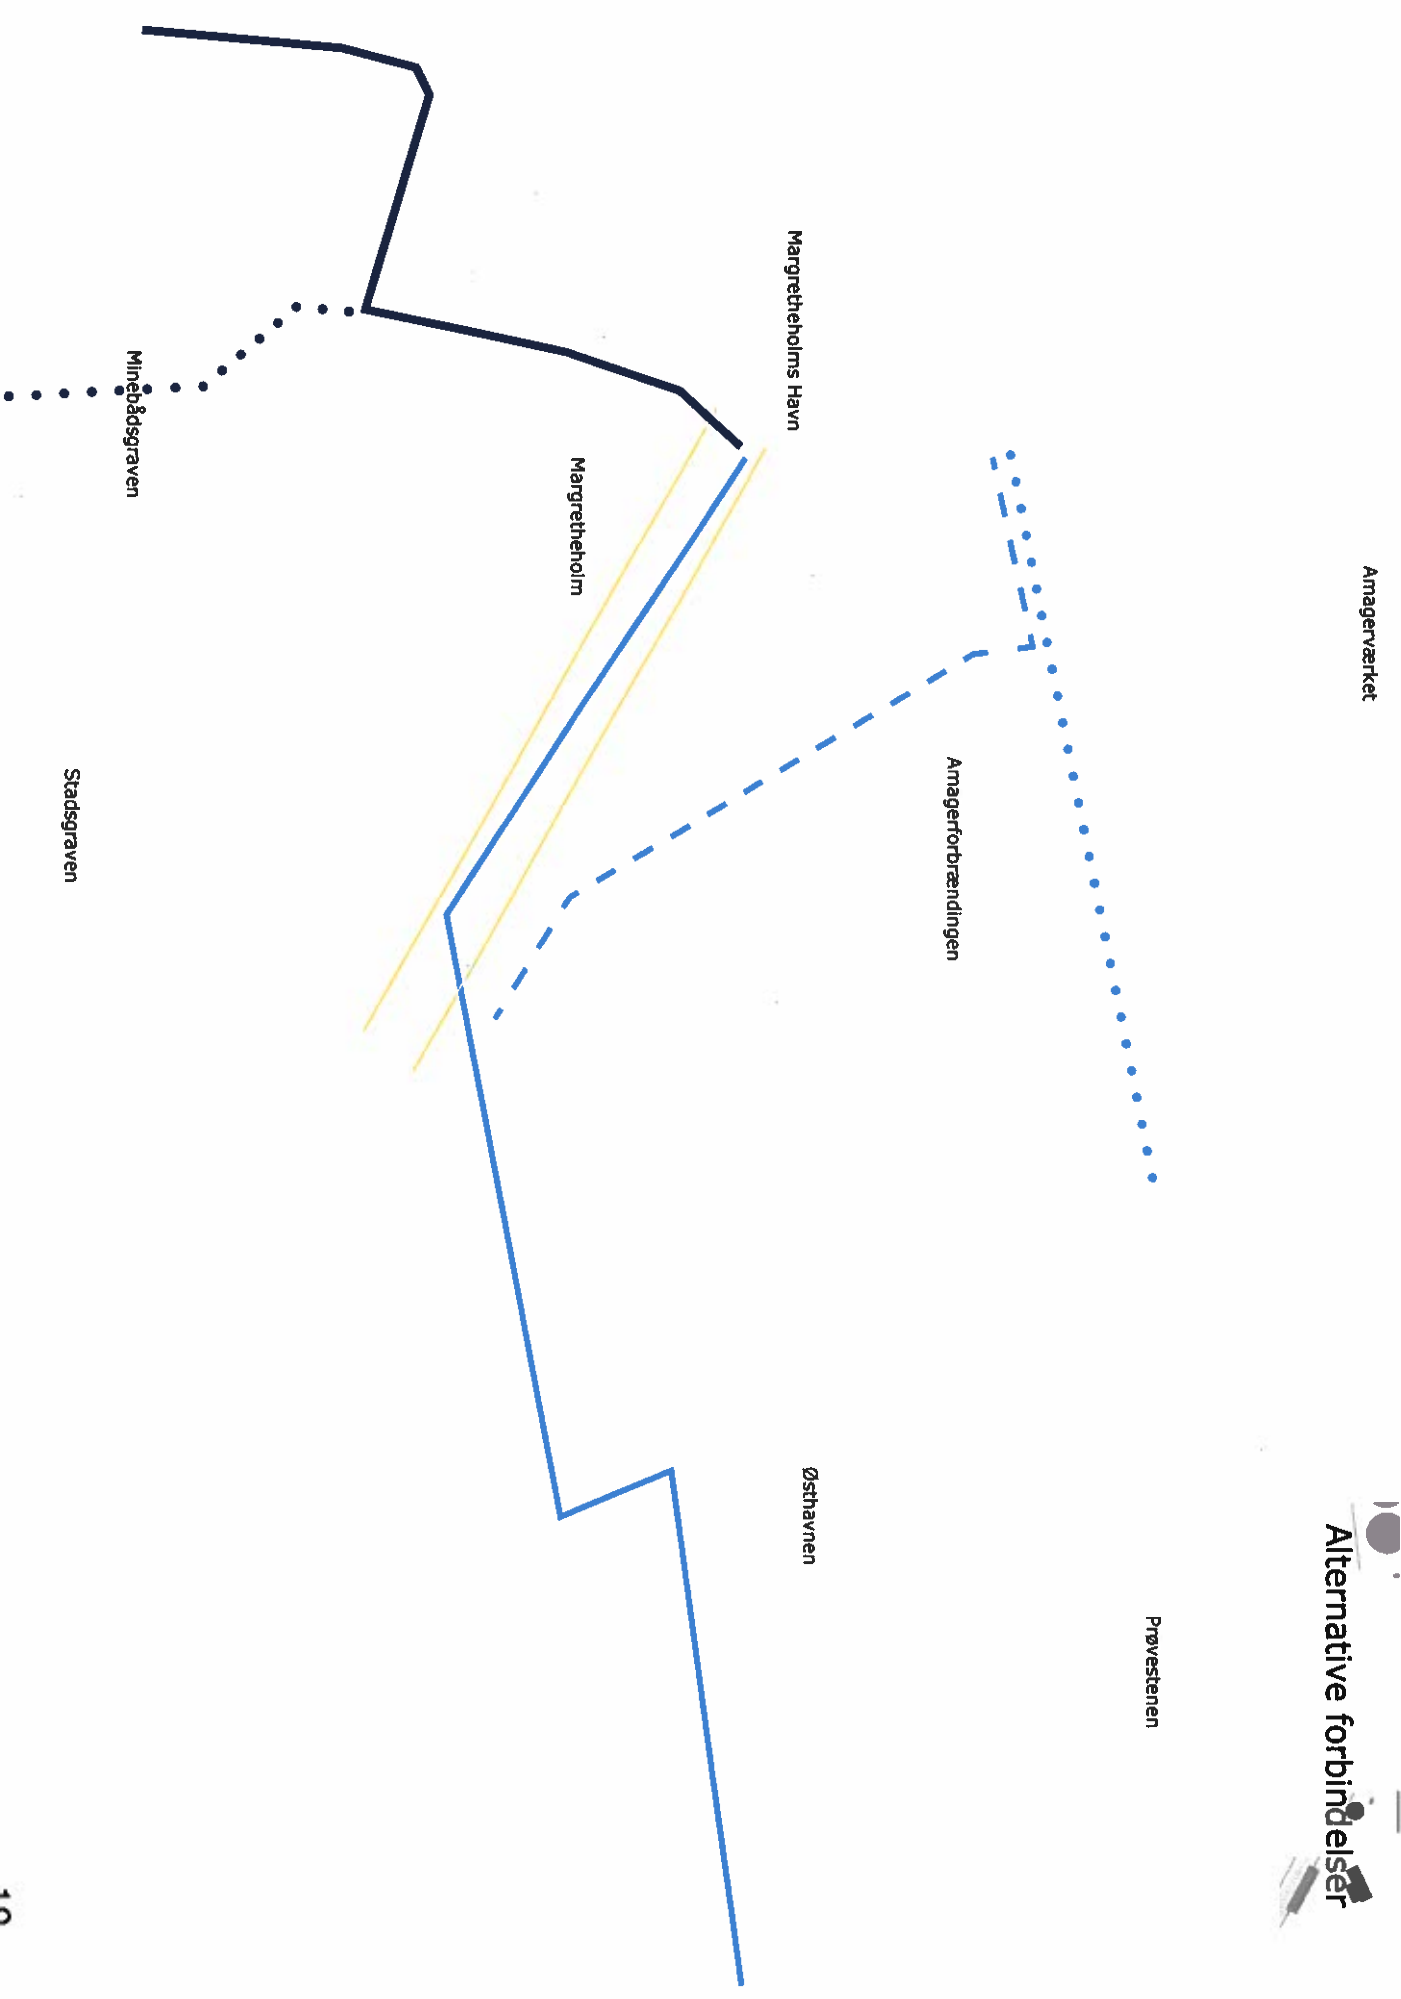 Alternative forbindelser
Amagerværket
Prøvestenen
Amagerforbrændingen
Margretheholms Havn
Østhavnen
Margretheholm
Minebådsgraven
Stadsgraven